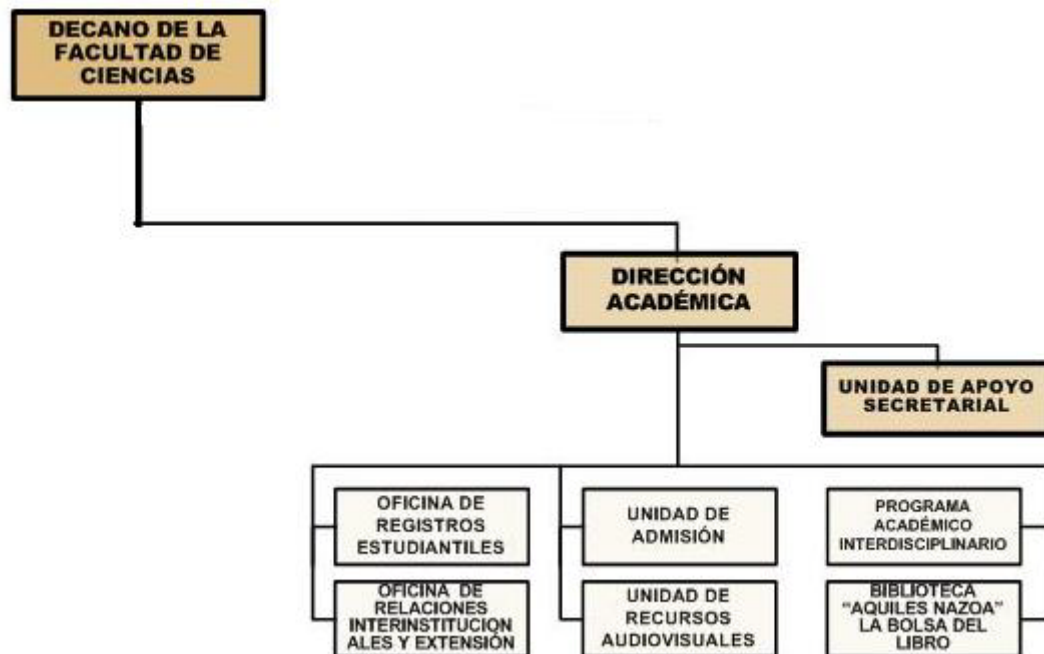 DECANO DE LA
FACULTAD DE
CIENCIAS
DIRECCIÓN
ACADÉMICA
UNIDAD DE APOYO
SECRETARIAL
OFICINA DE
REGISTROS
ESTUDIANTILES
UNIDAD DE
ADMISIÓN
PROGRAMA
ACADÉMICO
INTERDISCIPLINARIO
OFICINA DE
RELACIONES
INTERINSTITUCION
ALES Y EXTENSIÓN
UNIDAD DE
RECURSOS
AUDIOVISUALES
BIBLIOTECA
“AQUILES NAZOA”
LA BOLSA DEL
LIBRO